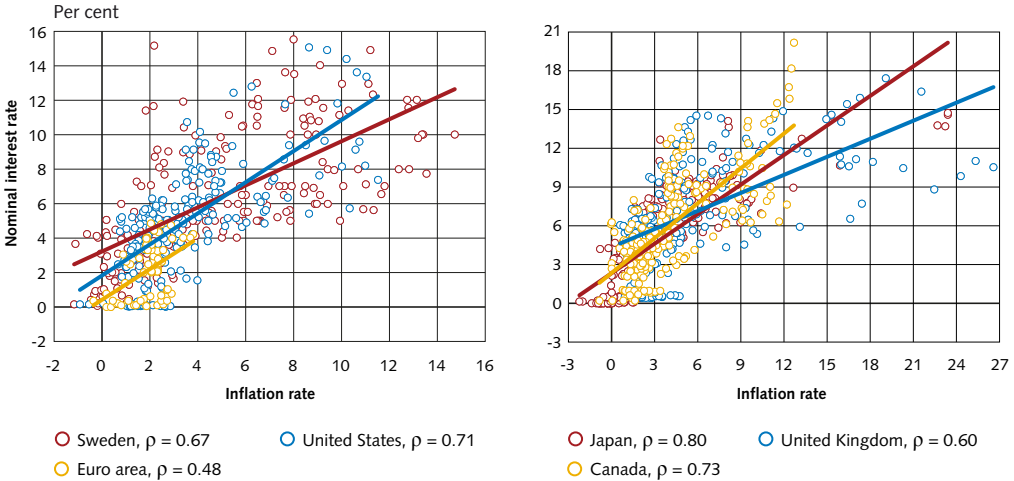 Per cent
Nominal interest rate
16
14
12
10
8
6
4
2
0
-2
-2 0 2 4 6 8 10 12 14 16
Inflation rate
Sweden, ρ = 0.67
United States, ρ = 0.71
Euro area, ρ = 0.48
21
18
15
12
9
6
3
0
-3
-3 0 3 6 9 12 15 18 21 24 27
Inflation rate
Japan, ρ = 0.80
United Kingdom, ρ = 0.60
Canada, ρ = 0.73